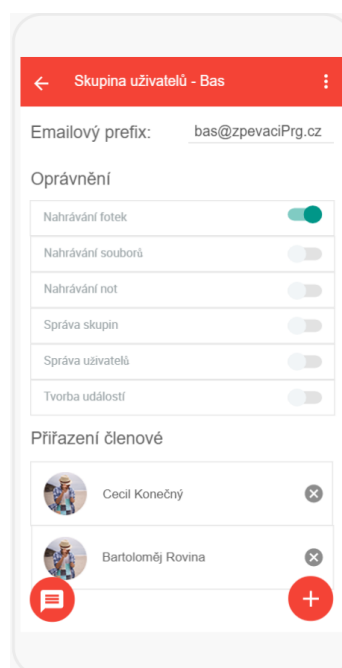 Skupina uživatelů - Bas
Emailový prefix: bas@zpevaciPrg.cz
Oprávnění
Nahrávání fotek
Nahrávání souborů
Nahrávání not
Správa skupin
Správa uživatelů
Tvorba událostí
Přiřazení členové
Cecil Konečný
Bartoloměj Rovina